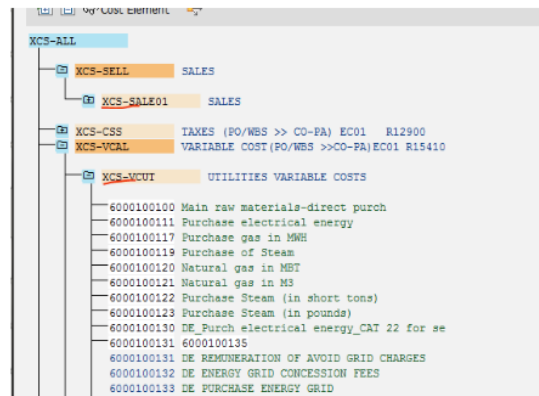 Cost Element
XCS-ALL
XCS-SELL SALES
XCS-SALE01 SALES
XCS-CSS TAXES (PO/WBS >> CO-PA) EC01 R12900
XCS-VCAL VARIABLE COST(PO/WBS >>CO-PA)EC01 R15410
XCS-VCUT UTILITIES VARIABLE COSTS
6000100100 Main raw materials-direct purch
6000100111 Purchase electrical energy
6000100117 Purchase gas in MWH
6000100119 Purchase of Steam
6000100120 Natural gas in MBT
6000100121 Natural gas in M3
6000100122 Purchase Steam (in short tons)
6000100123 Purchase Steam (in pounds)
6000100130 DE_Purch electrical energy_CAT 22 for se
6000100131 6000100135
6000100131 DE REMUNERATION OF AVOID GRID CHARGES
6000100132 DE ENERGY GRID CONCESSION FEES
6000100133 DE PURCHASE ENERGY GRID